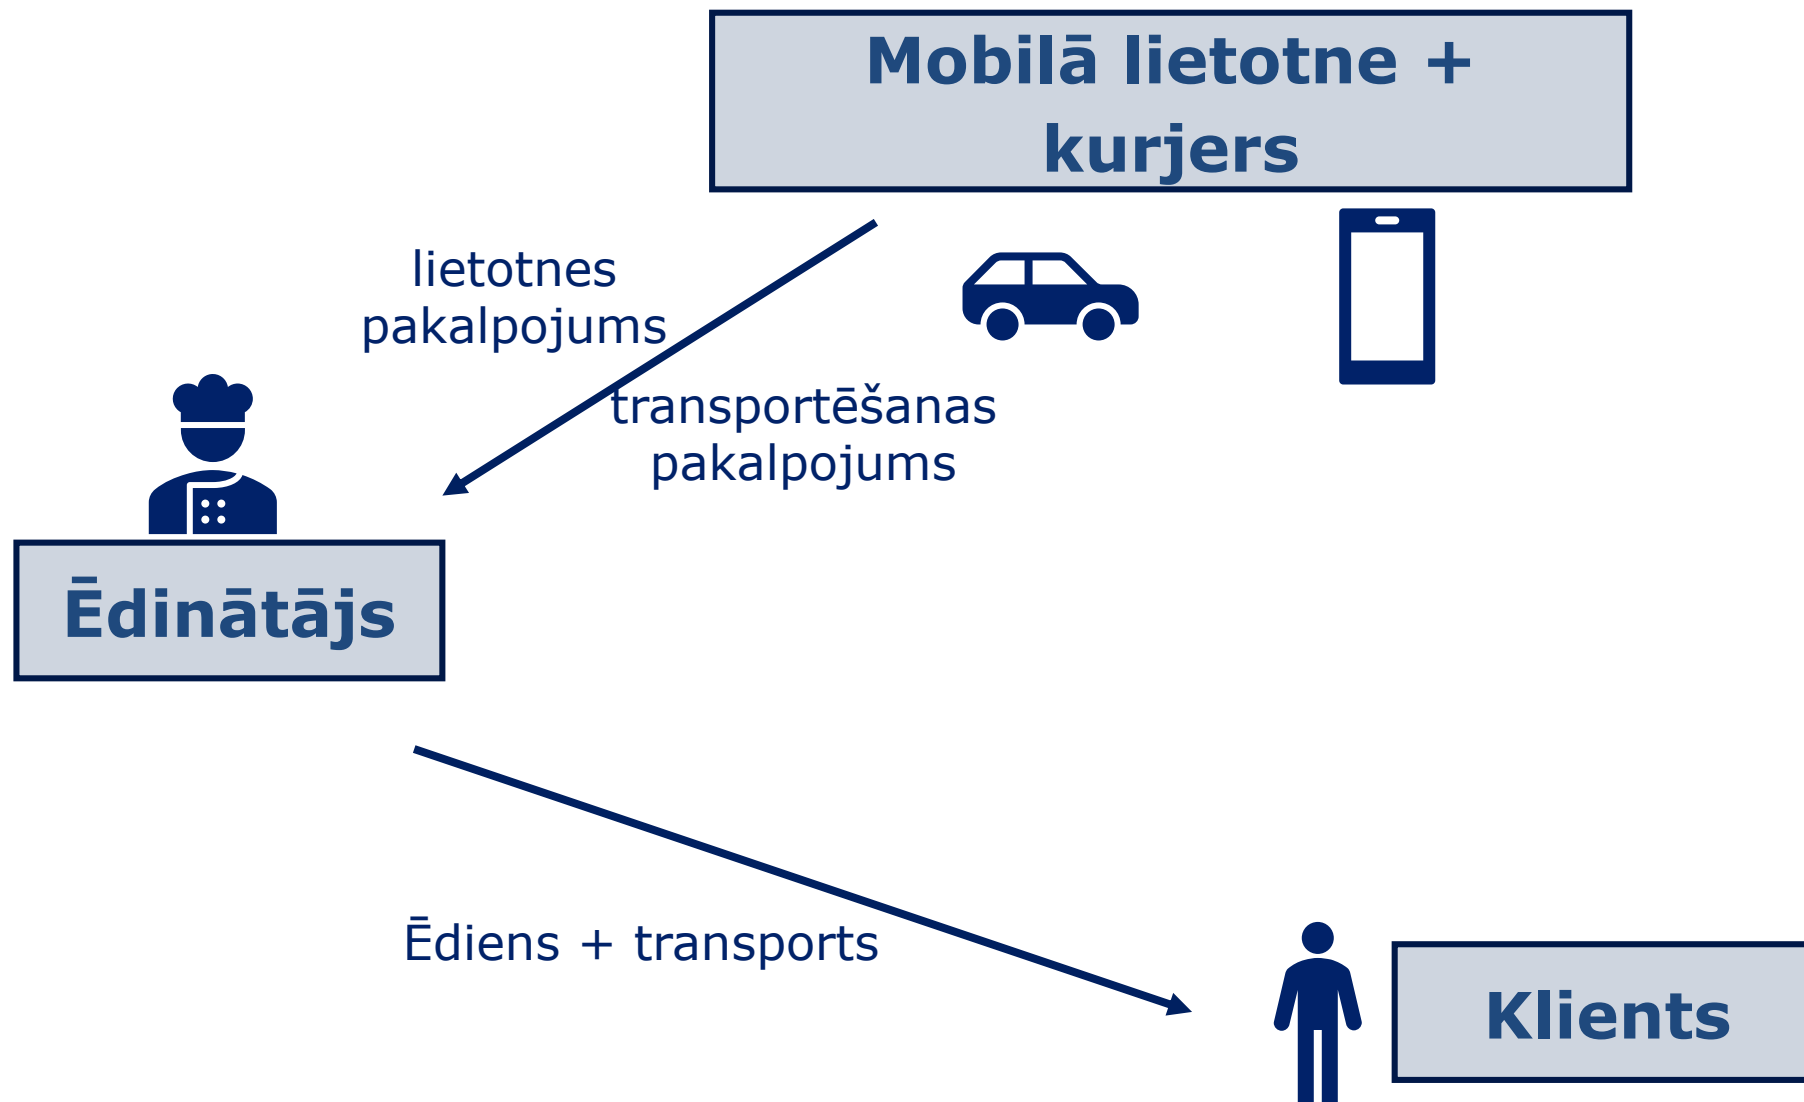 Mobilā lietotne +
kurjers
lietotnes
pakalpojums
transportēšanas
pakalpojums
Ēdinātājs
Ēdiens + transports
Klients